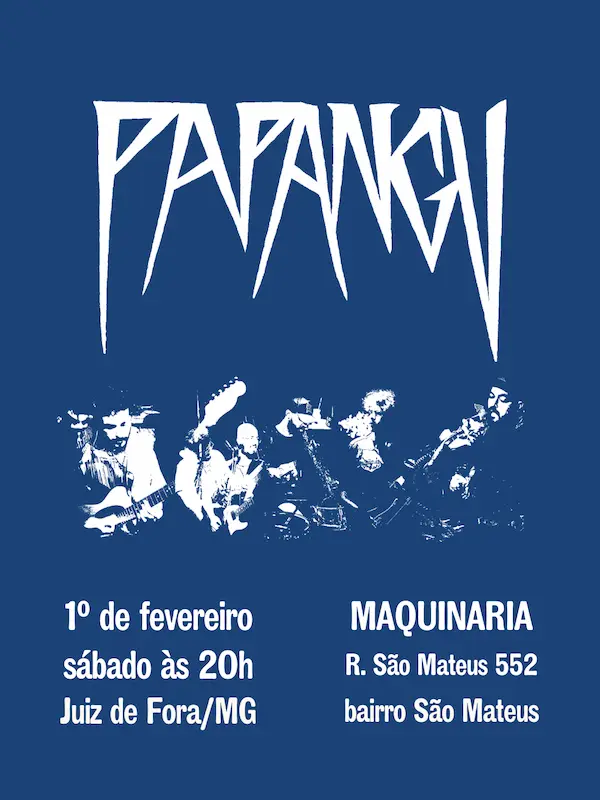 PAPANGU
1º de fevereiro
sábado às 20h
Juiz de Fora/MG
MAQUINARIA
R. São Mateus 552
bairro São Mateus